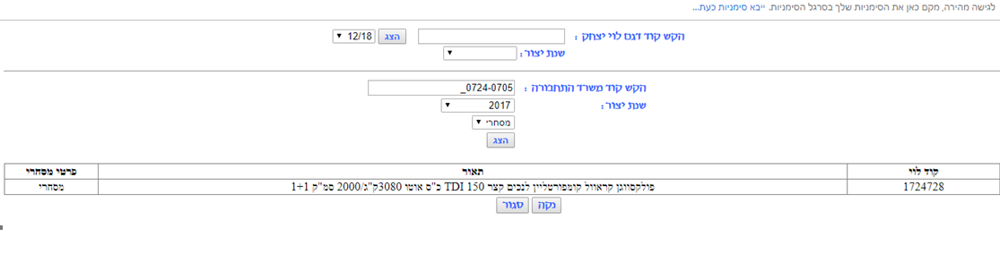 לגישה מהירה, מקם כאן את הסימניות שלך בסרגל הסימניות. ייבא סימניות כעת...
הקש קוד דגם לוי יצחק : הצג 12/18
שנת יצור :
הקש קוד משרד התחבורה : 0724-0705_
שנת יצור : 2017
מסחרי
הצג
קוד לוי תאור פרטי מסחרי
1724728 פולקסווגן קראוול קומפורטליין לנכים קצר TDI 150 כ"ס אוטו 3080ק"ג/2000 סמ"ק 1+1 מסחרי
נקה סגור